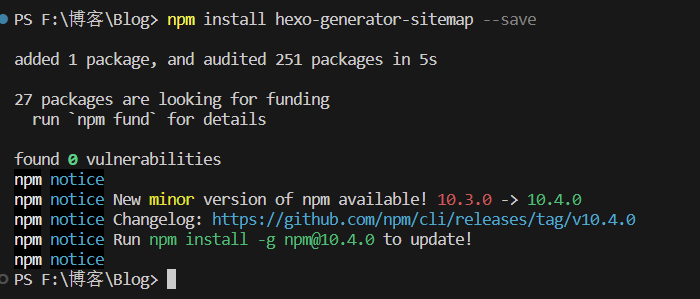 PS F:\博客\Blog> npm install hexo-generator-sitemap --save
added 1 package, and audited 251 packages in 5s
27 packages are looking for funding
  run `npm fund` for details
found 0 vulnerabilities
npm notice
npm notice New minor version of npm available! 10.3.0 -> 10.4.0
npm notice Changelog: https://github.com/npm/cli/releases/tag/v10.4.0
npm notice Run npm install -g npm@10.4.0 to update!
npm notice
PS F:\博客\Blog>